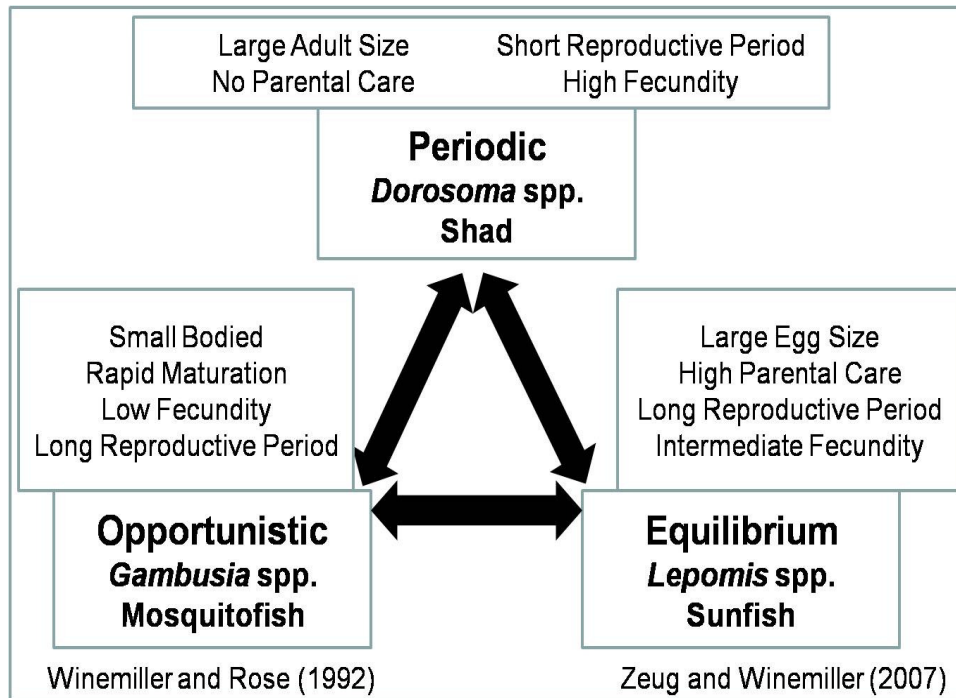 Large Adult Size
No Parental Care
Short Reproductive Period
High Fecundity
Periodic
Dorosoma spp.
Shad
Small Bodied
Rapid Maturation
Low Fecundity
Long Reproductive Period
Large Egg Size
High Parental Care
Long Reproductive Period
Intermediate Fecundity
Opportunistic
Gambusia spp.
Mosquitofish
Equilibrium
Lepomis spp.
Sunfish
Winemiller and Rose (1992)
Zeug and Winemiller (2007)